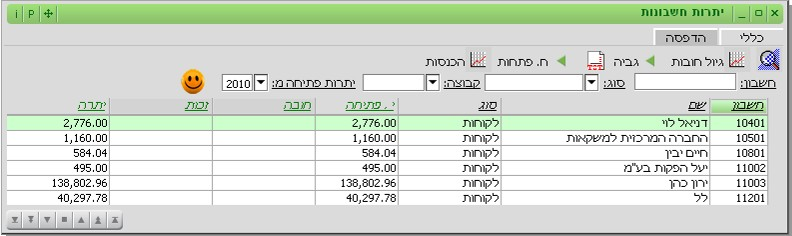 יתרות חשבונות
P i
כללי הדפסה
גיול חובות גביה ח. פתחות הכנסות
חשבון: סוג: קבוצה: יתרות פתיחה מ: 2010
חשבון שם סוג י. פתיחה חובה זכות יתרה
10401 דניאל לוי לקוחות 2,776.00 2,776.00
10501 החברה המרכזית למשקאות לקוחות 1,160.00 1,160.00
10801 חיים יבין לקוחות 584.04 584.04
11002 יעל הפקות בע"מ לקוחות 495.00 495.00
11003 ירון כהן לקוחות 138,802.96 138,802.96
11201 לל לקוחות 40,297.78 40,297.78